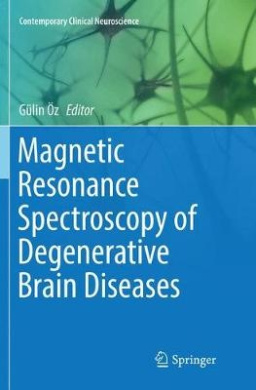 Contemporary Clinical Neuroscience
Gülin Öz Editor
Magnetic
Resonance
Spectroscopy of
Degenerative
Brain Diseases
Springer